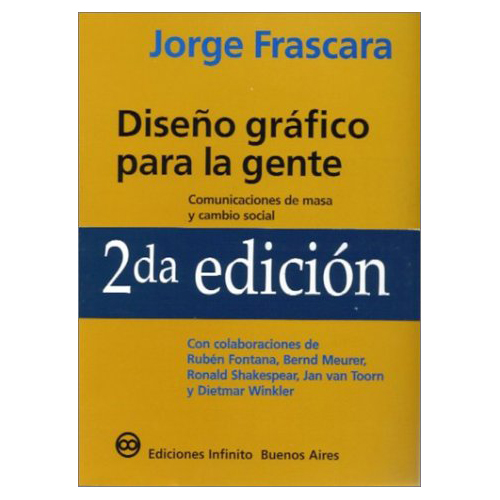 Jorge Frascara
Diseño gráfico
para la gente
Comunicaciones de masa
y cambio social
2da edición
Con colaboraciones de
Rubén Fontana, Bernd Meurer,
Ronald Shakespear, Jan van Toorn
y Dietmar Winkler
Ediciones Infinito Buenos Aires